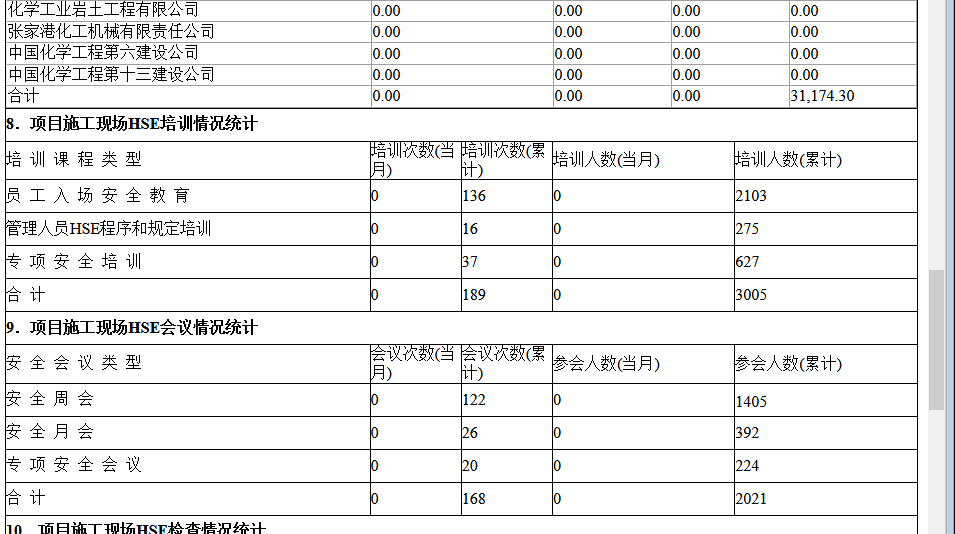 化学工业岩土工程有限公司 0.00 0.00 0.00 0.00
张家港化工机械有限责任公司 0.00 0.00 0.00 0.00
中国化学工程第六建设公司 0.00 0.00 0.00 0.00
中国化学工程第十三建设公司 0.00 0.00 0.00 0.00
合计 0.00 0.00 0.00 31,174.30
8．项目施工现场HSE培训情况统计
培 训 课 程 类 型 培训次数(当月) 培训次数(累计) 培训人数(当月) 培训人数(累计)
员 工 入 场 安 全 教 育 0 136 0 2103
管理人员HSE程序和规定培训 0 16 0 275
专 项 安 全 培 训 0 37 0 627
合 计 0 189 0 3005
9．项目施工现场HSE会议情况统计
安 全 会 议 类 型 会议次数(当月) 会议次数(累计) 参会人数(当月) 参会人数(累计)
安 全 周 会 0 122 0 1405
安 全 月 会 0 26 0 392
专 项 安 全 会 议 0 20 0 224
合 计 0 168 0 2021
10．项目施工现场HSE检查情况统计